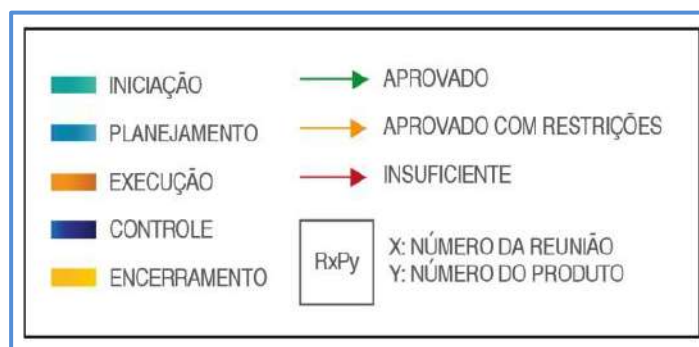 INICIAÇÃO
PLANEJAMENTO
EXECUÇÃO
CONTROLE
ENCERRAMENTO
APROVADO
APROVADO COM RESTRIÇÕES
INSUFICIENTE
RxPy
X: NÚMERO DA REUNIÃO
Y: NÚMERO DO PRODUTO